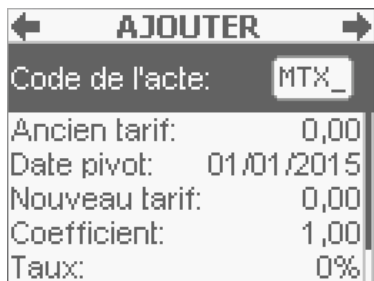 AJOUTER
Code de l'acte: MTX_
Ancien tarif: 0,00
Date pivot: 01/01/2015
Nouveau tarif: 0,00
Coefficient: 1,00
Taux: 0%